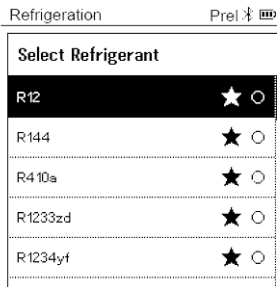 Refrigeration Prel
Select Refrigerant
R12
R144
R410a
R1233zd
R1234yf